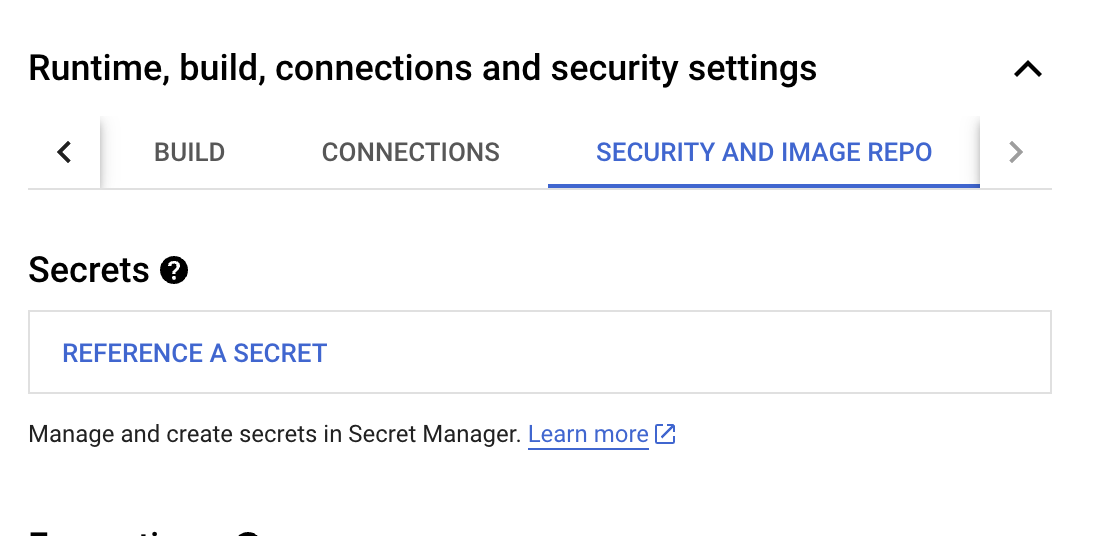 Runtime, build, connections and security settings
BUILD CONNECTIONS SECURITY AND IMAGE REPO
Secrets
REFERENCE A SECRET
Manage and create secrets in Secret Manager. Learn more